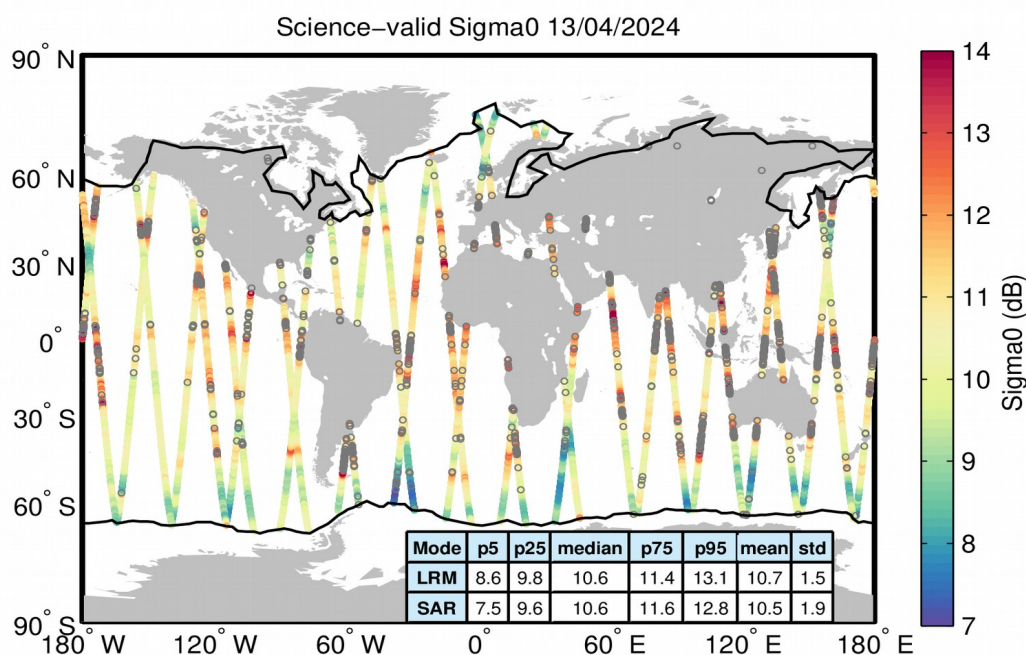 Science−valid Sigma0 13/04/2024
90° N
60° N
30° N
0°
30° S
60° S
90° S
180° W
120° W
60° W
0°
60° E
120° E
180° E
Mode p5 p25 median p75 p95 mean std
LRM 8.6 9.8 10.6 11.4 13.1 10.7 1.5
SAR 7.5 9.6 10.6 11.6 12.8 10.5 1.9
14
13
12
11
10
9
8
7
Sigma0 (dB)